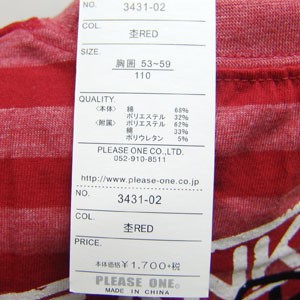 NO. 3431-02
COL. 杢RED
SIZE. 胸囲 53~59
110
QUALITY.
<本体> 綿 68%
ポリエステル 32%
<附属> ポリエステル 62%
綿 33%
ポリウレタン 5%
PLEASE ONE CO.,LTD.
052-910-8511
http://www.please-one.co.jp
NO. 3431-02
COL. 杢RED
PRICE.
本体価格 ¥1,700+税
PLEASE ONE.
MADE IN CHINA